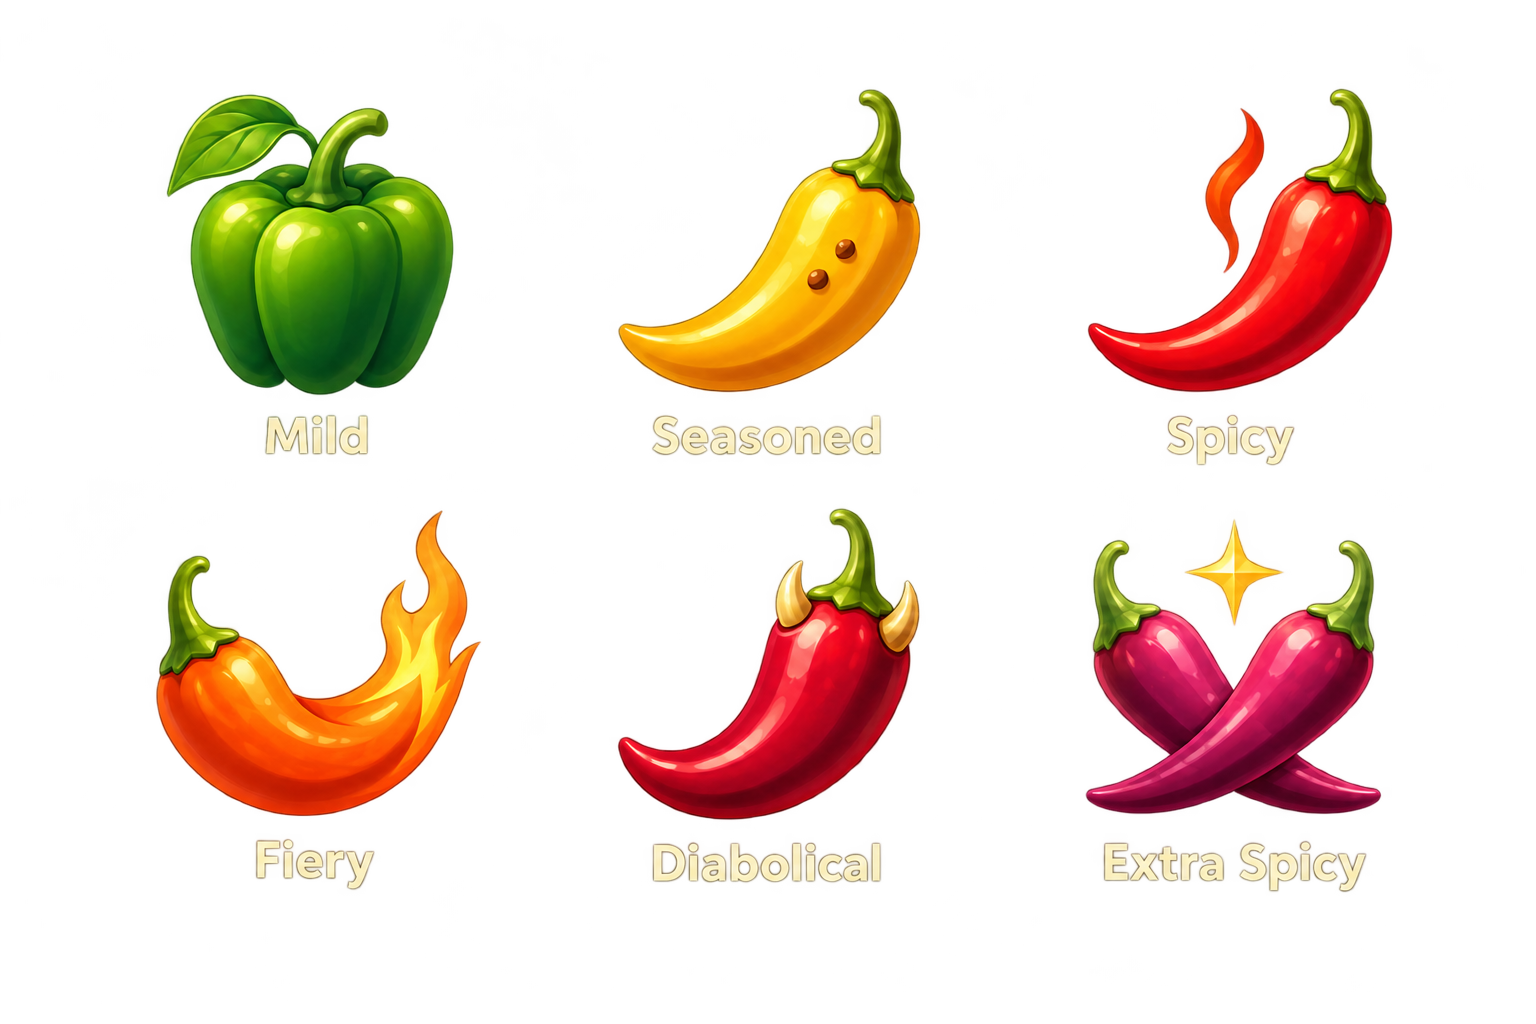 Mild
Seasoned
Spicy
Fiery
Diabolical
Extra Spicy